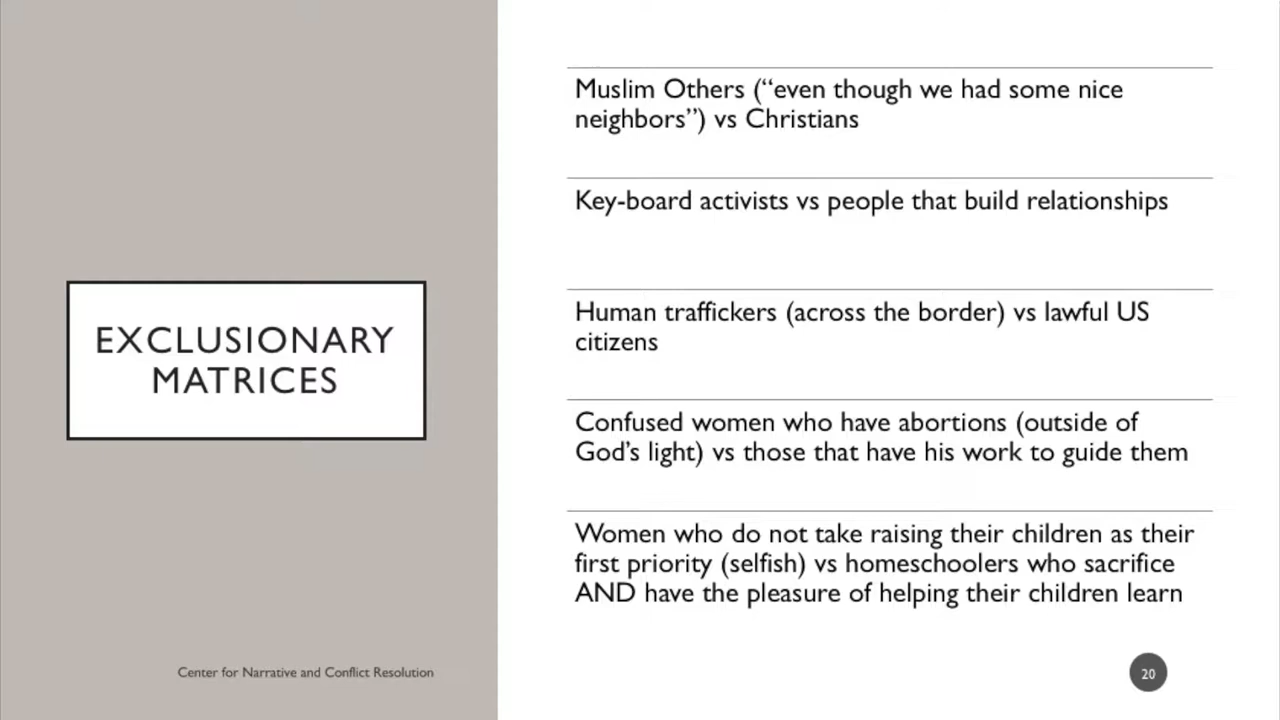 Muslim Others (“even though we had some nice
neighbors”) vs Christians
Key-board activists vs people that build relationships
EXCLUSIONARY
MATRICES
Human traffickers (across the border) vs lawful US
citizens
Confused women who have abortions (outside of
God’s light) vs those that have his work to guide them
Women who do not take raising their children as their
first priority (selfish) vs homeschoolers who sacrifice
AND have the pleasure of helping their children learn
Center for Narrative and Conflict Resolution
20